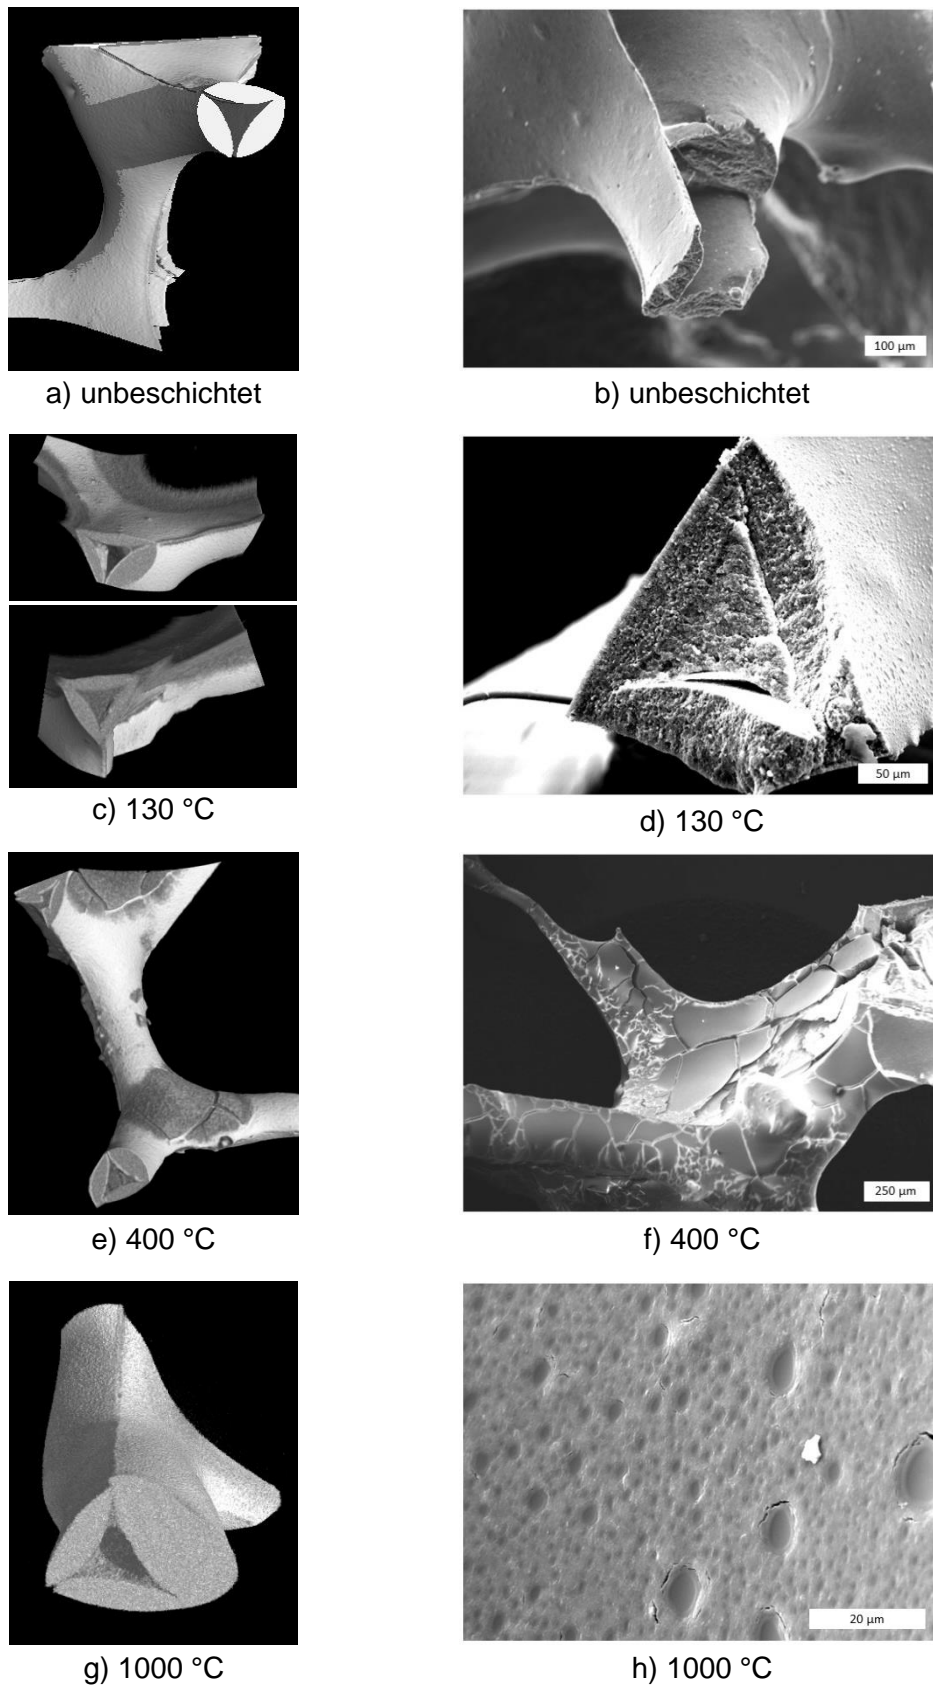 100 µm
a) unbeschichtet
b) unbeschichtet
50 µm
c) 130 °C
d) 130 °C
250 µm
e) 400 °C
f) 400 °C
20 µm
g) 1000 °C
h) 1000 °C